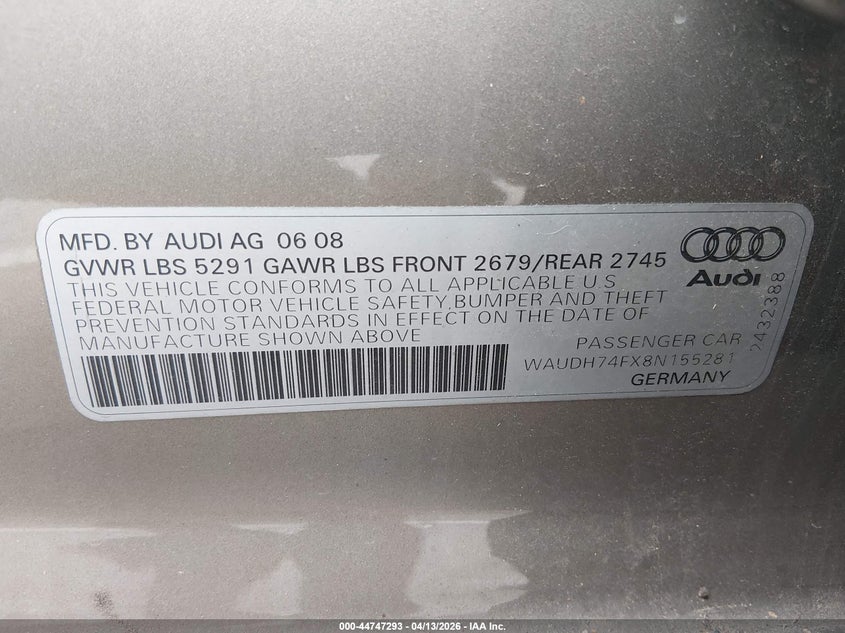 MFD. BY AUDI AG 06 08
GVWR LBS 5291 GAWR LBS FRONT 2679/REAR 2745
THIS VEHICLE CONFORMS TO ALL APPLICABLE U.S
FEDERAL MOTOR VEHICLE SAFETY,BUMPER AND THEFT
PREVENTION STANDARDS IN EFFECT ON THE DATE OF
MANUFACTURE SHOWN ABOVE
Audi
2432388
PASSENGER CAR
WAUDH74FX8N155281
GERMANY
000-44747293 - 04/13/2026 - IAA Inc.